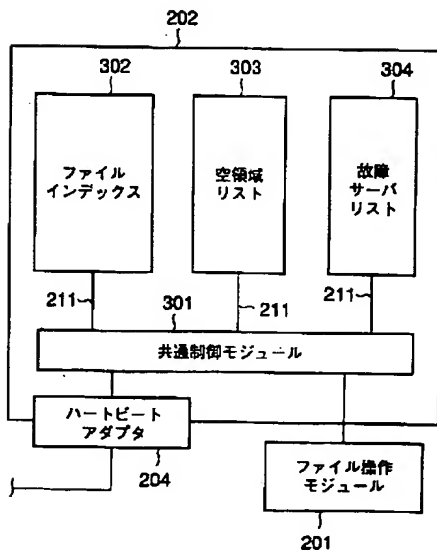 202
302
303
304
ファイル
インデックス
空領域
リスト
故障
サーバ
リスト
211
301
211
211
共通制御モジュール
ハートビート
アダプタ
204
ファイル操作
モジュール
201